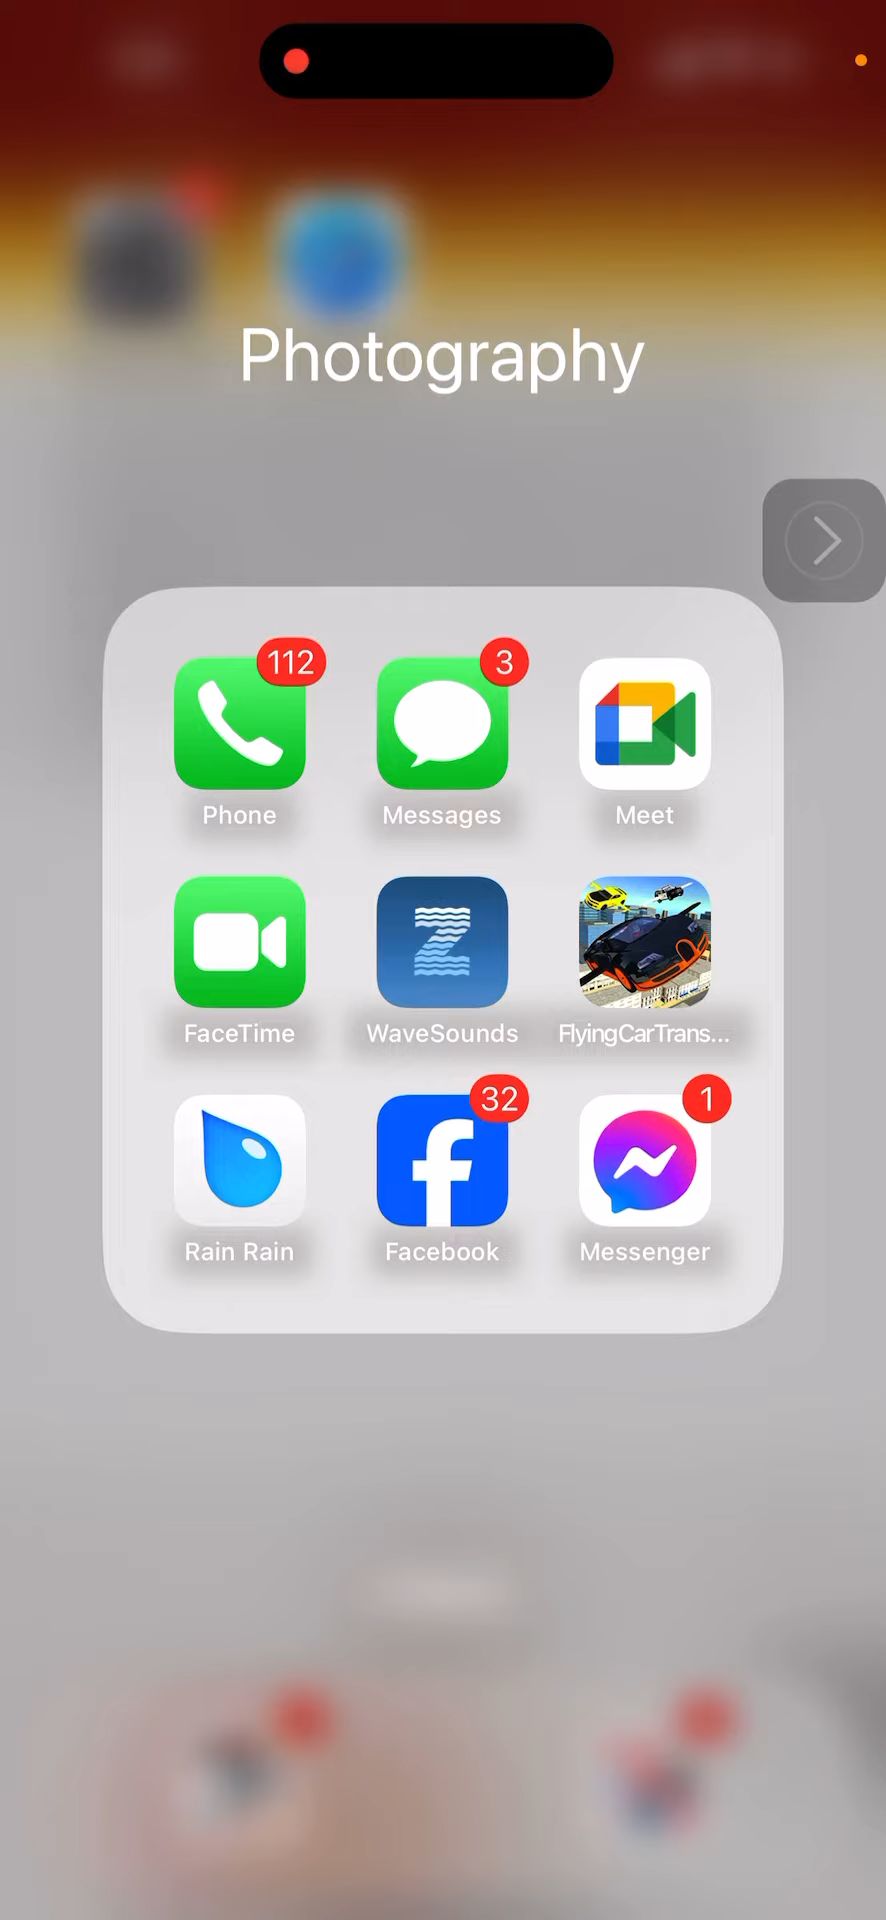 Photography
112
3
Phone
Messages
Meet
FaceTime
WaveSounds
FlyingCarTrans...
32
1
Rain Rain
Facebook
Messenger